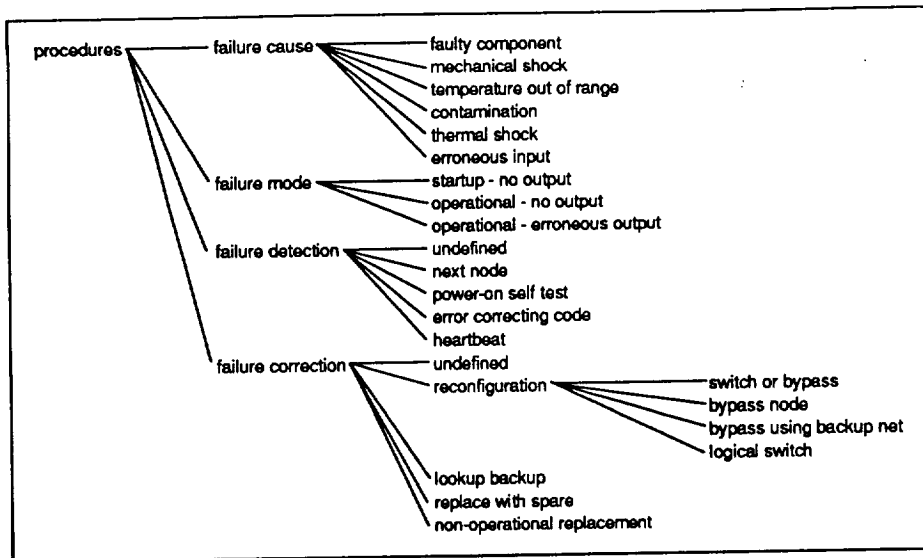 procedures
failure cause
faulty component
mechanical shock
temperature out of range
contamination
thermal shock
erroneous input
failure mode
startup - no output
operational - no output
operational - erroneous output
failure detection
undefined
next node
power-on self test
error correcting code
heartbeat
failure correction
undefined
reconfiguration
switch or bypass
bypass node
bypass using backup net
logical switch
lookup backup
replace with spare
non-operational replacement